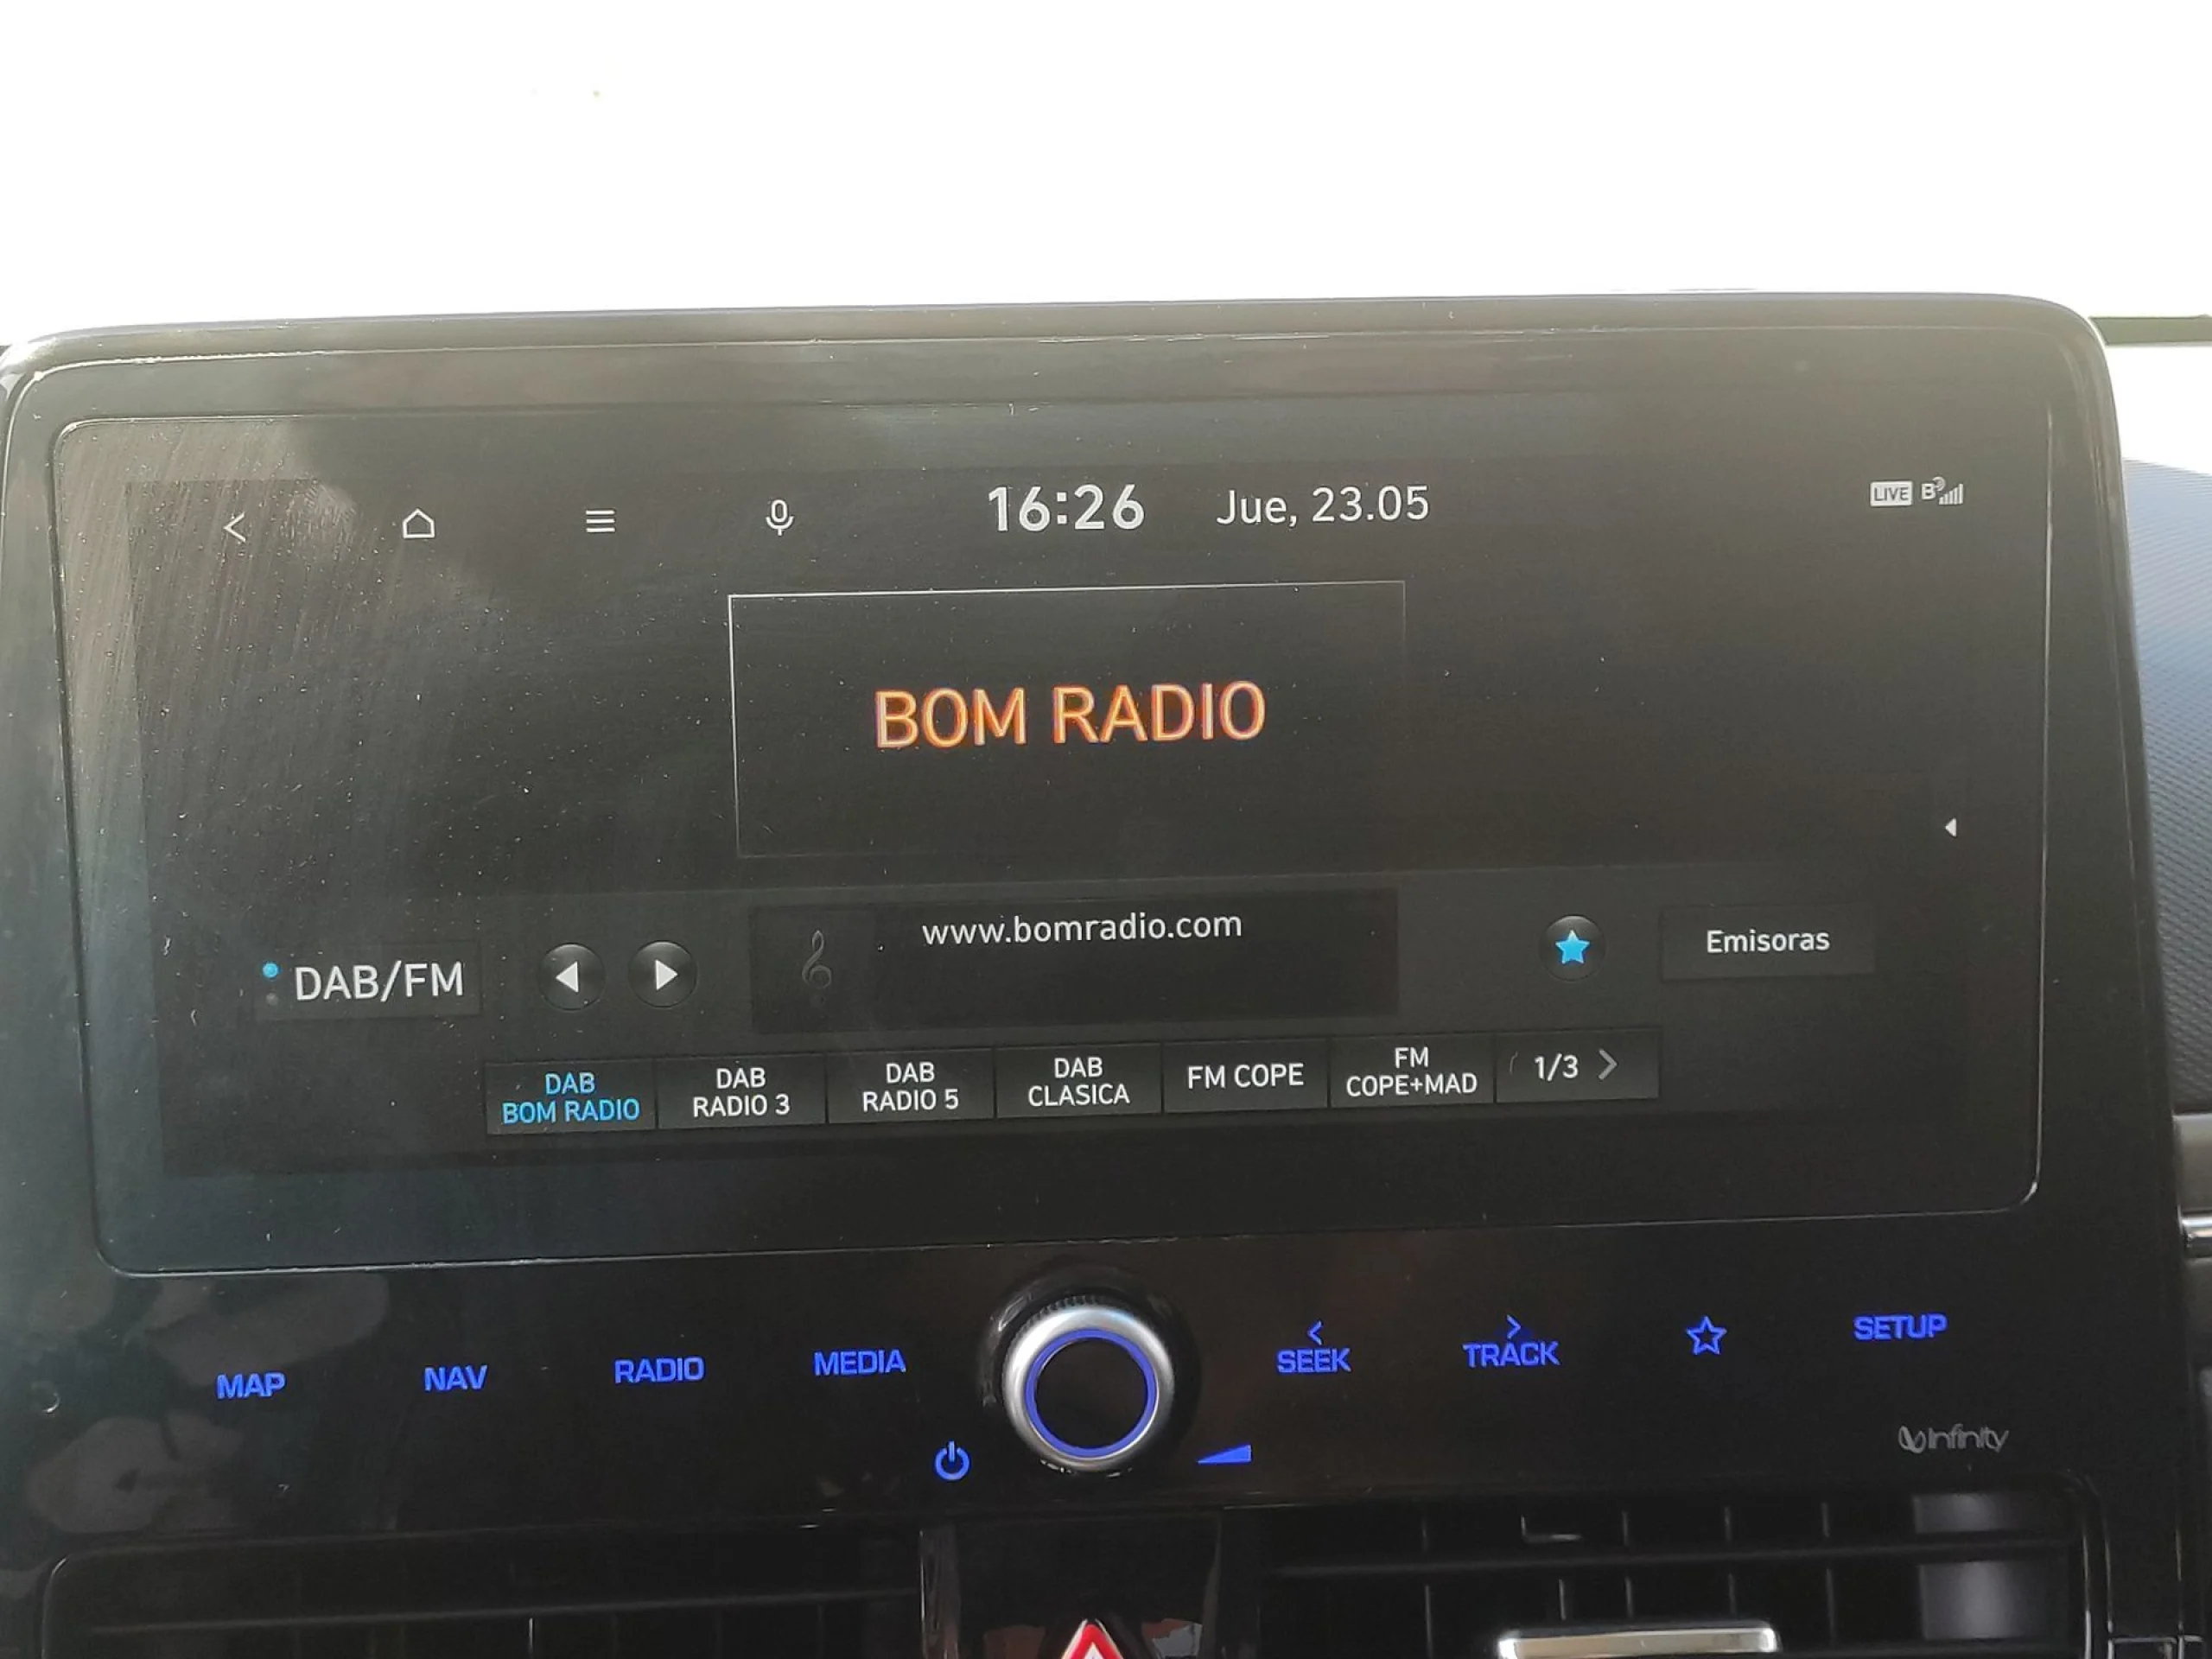 16:26 Jue, 23.05
LIVE B
BOM RADIO
www.bomradio.com
DAB/FM
Emisoras
DAB
BOM RADIO
DAB
RADIO 3
DAB
RADIO 5
DAB
CLASICA
FM COPE
FM
COPE+MAD
1/3 >
MAP
NAV
RADIO
MEDIA
< SEEK
> TRACK
SETUP
Infinity